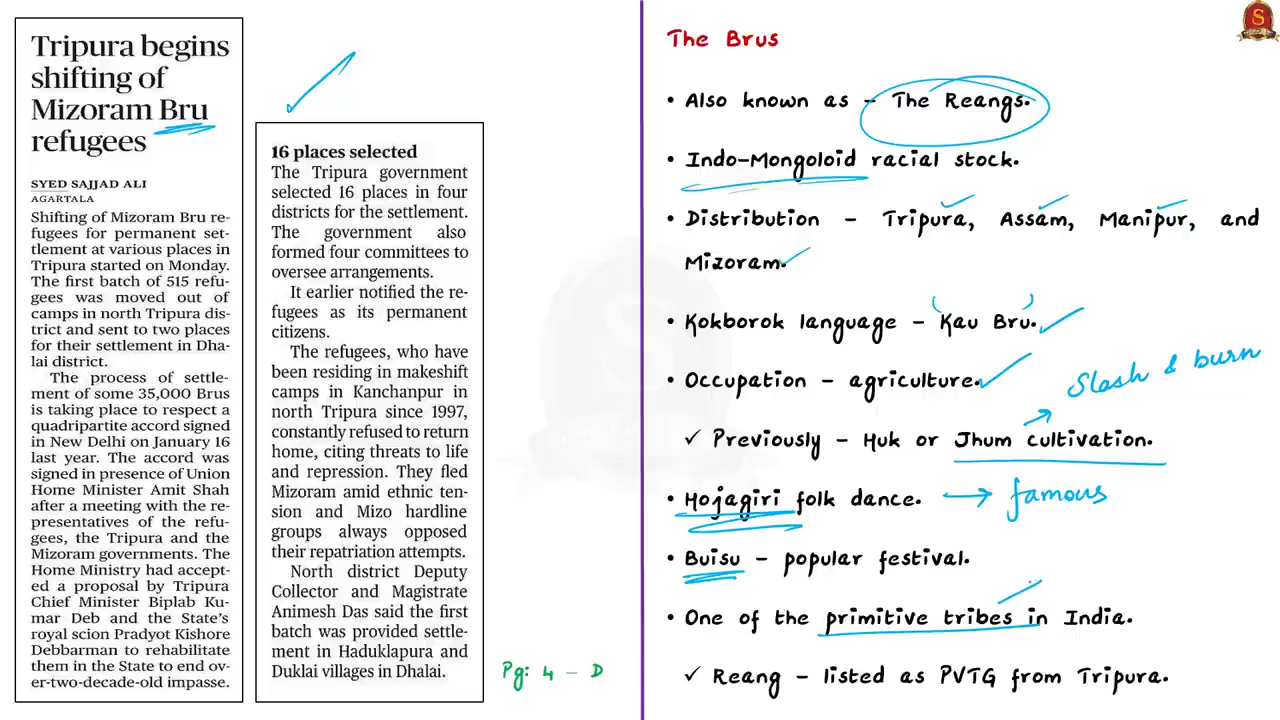 Tripura begins
shifting of
Mizoram Bru
refugees
SYED SAJJAD ALI
AGARTALA
Shifting of Mizoram Bru re-
fugees for permanent set-
tlement at various places in
Tripura started on Monday.
The first batch of 515 refu-
gees was moved out of
camps in north Tripura dis-
trict and sent to two places
for their settlement in Dha-
lai district.
The process of settle-
ment of some 35,000 Brus
is taking place to respect a
quadripartite accord signed
in New Delhi on January 16
last year. The accord was
signed in presence of Union
Home Minister Amit Shah
after a meeting with the re-
presentatives of the refu-
gees, the Tripura and the
Mizoram governments. The
Home Ministry had accept-
ed a proposal by Tripura
Chief Minister Biplab Ku-
mar Deb and the State's
royal scion Pradyot Kishore
Debbarman to rehabilitate
them in the State to end ov-
er-two-decade-old impasse.
16 places selected
The Tripura government
selected 16 places in four
districts for the settlement.
The government also
formed four committees to
oversee arrangements.
It earlier notified the re-
fugees as its permanent
citizens.
The refugees, who have
been residing in makeshift
camps in Kanchanpur in
north Tripura since 1997,
constantly refused to return
home, citing threats to life
and repression. They fled
Mizoram amid ethnic ten-
sion and Mizo hardline
groups always opposed
their repatriation attempts.
North district Deputy
Collector and Magistrate
Animesh Das said the first
batch was provided settle-
ment in Haduklapura and
Duklai villages in Dhalai.
Pg: 4 - D
The Brus
• Also known as - The Reangs.
• Indo-Mongoloid racial stock.
• Distribution - Tripura, Assam, Manipur, and
Mizoram.
• Kokborok language - Kau Bru.
• Occupation - agriculture.
Slash & burn
✓ Previously - Huk or Jhum cultivation.
• Hojagiri folk dance. → famous
• Buisu - popular festival.
• One of the primitive tribes in India.
✓ Reang - listed as PVTG from Tripura.